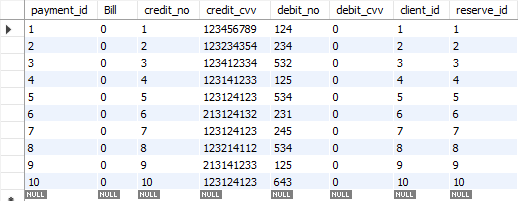 payment_id Bill credit_no credit_cvv debit_no debit_cvv client_id reserve_id
1 0 1 123456789 124 0 1 1
2 0 2 123234354 234 0 2 2
3 0 3 123412334 532 0 3 3
4 0 4 123141233 125 0 4 4
5 0 5 123124123 534 0 5 5
6 0 6 213124132 231 0 6 6
7 0 7 123124123 245 0 7 7
8 0 8 123214112 534 0 8 8
9 0 9 213141233 125 0 9 9
10 0 10 123124123 643 0 10 10
NULL NULL NULL NULL NULL NULL NULL NULL